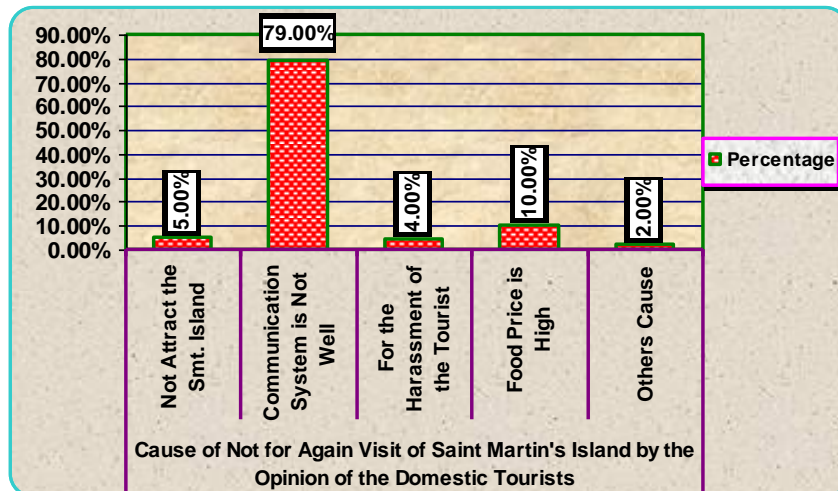 90.00%
80.00%
70.00%
60.00%
50.00%
40.00%
30.00%
20.00%
10.00%
0.00%
5.00%
79.00%
4.00%
10.00%
2.00%
Percentage
Not Attract the
Smt. Island
Communication
System is Not
Well
For the
Harassment of
the Tourist
Food Price is
High
Others Cause
Cause of Not for Again Visit of Saint Martin's Island by the
Opinion of the Domestic Tourists